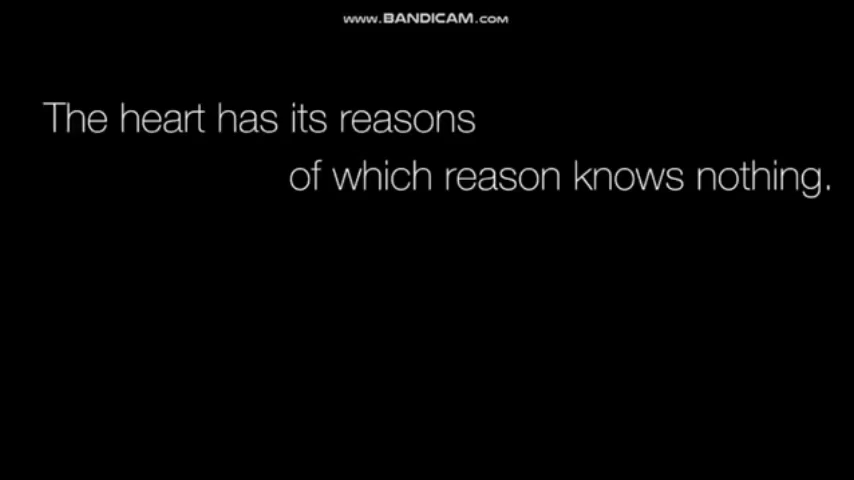 www.BANDICAM.com
The heart has its reasons
of which reason knows nothing.